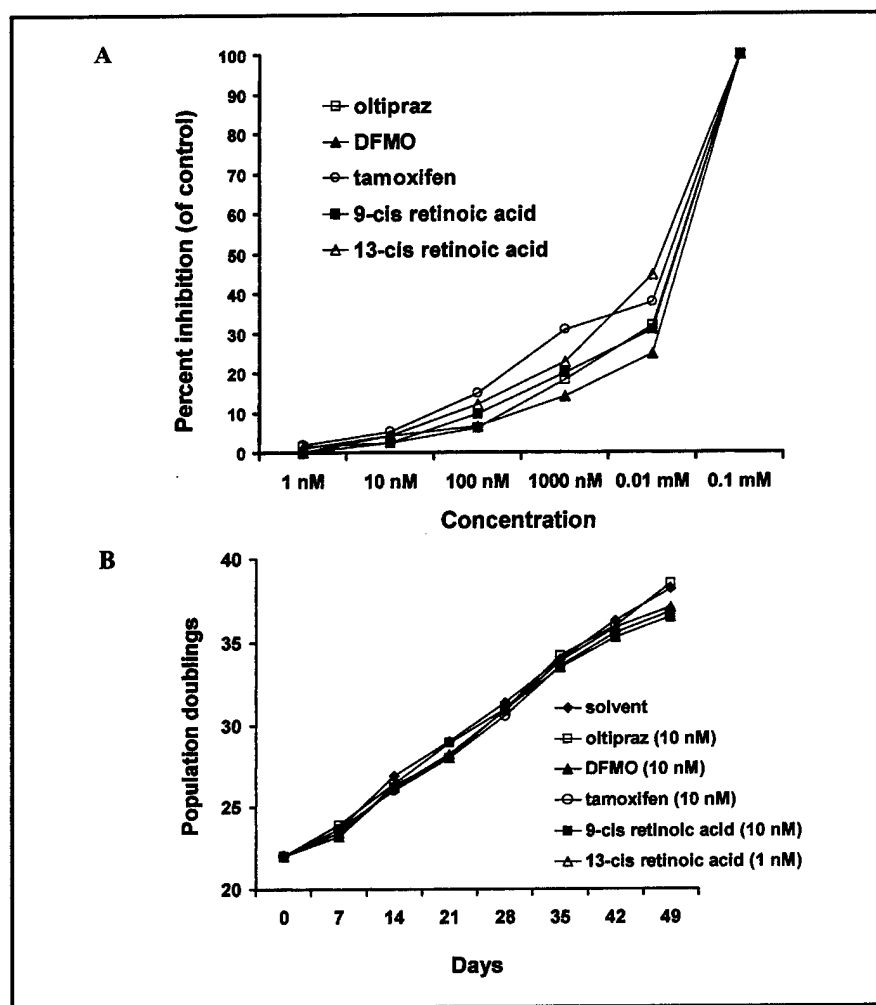 A
100
90
80
70
60
50
40
30
20
10
0
Percent inhibition (of control)
oltipraz
DFMO
tamoxifen
9-cis retinoic acid
13-cis retinoic acid
1 nM 10 nM 100 nM 1000 nM 0.01 mM 0.1 mM
Concentration
B
40
35
30
25
20
Population doublings
solvent
oltipraz (10 nM)
DFMO (10 nM)
tamoxifen (10 nM)
9-cis retinoic acid (10 nM)
13-cis retinoic acid (1 nM)
0 7 14 21 28 35 42 49
Days